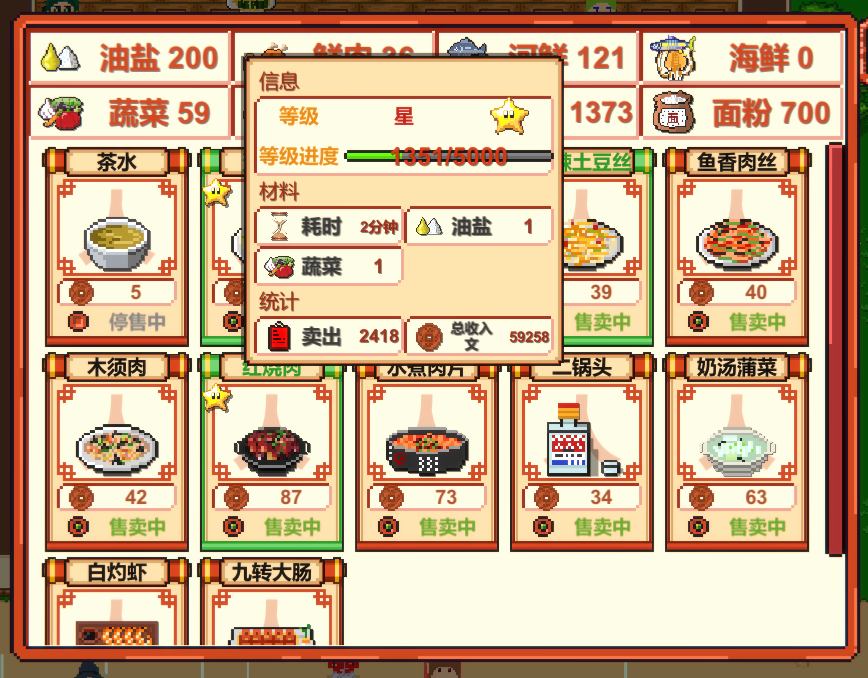 油盐 200
河鲜 121
海鲜 0
蔬菜 59
1373
面粉 700
信息
等级 星
等级进度 1351/5000
材料
耗时 2分钟
油盐 1
蔬菜 1
统计
卖出 2418
总收入
文 59258
茶水
土豆丝
鱼香肉丝
5
39
40
停售中
售卖中
售卖中
木须肉
红烧肉
水煮肉片
二锅头
奶汤蒲菜
42
87
73
34
63
售卖中
售卖中
售卖中
售卖中
售卖中
白灼虾
九转大肠